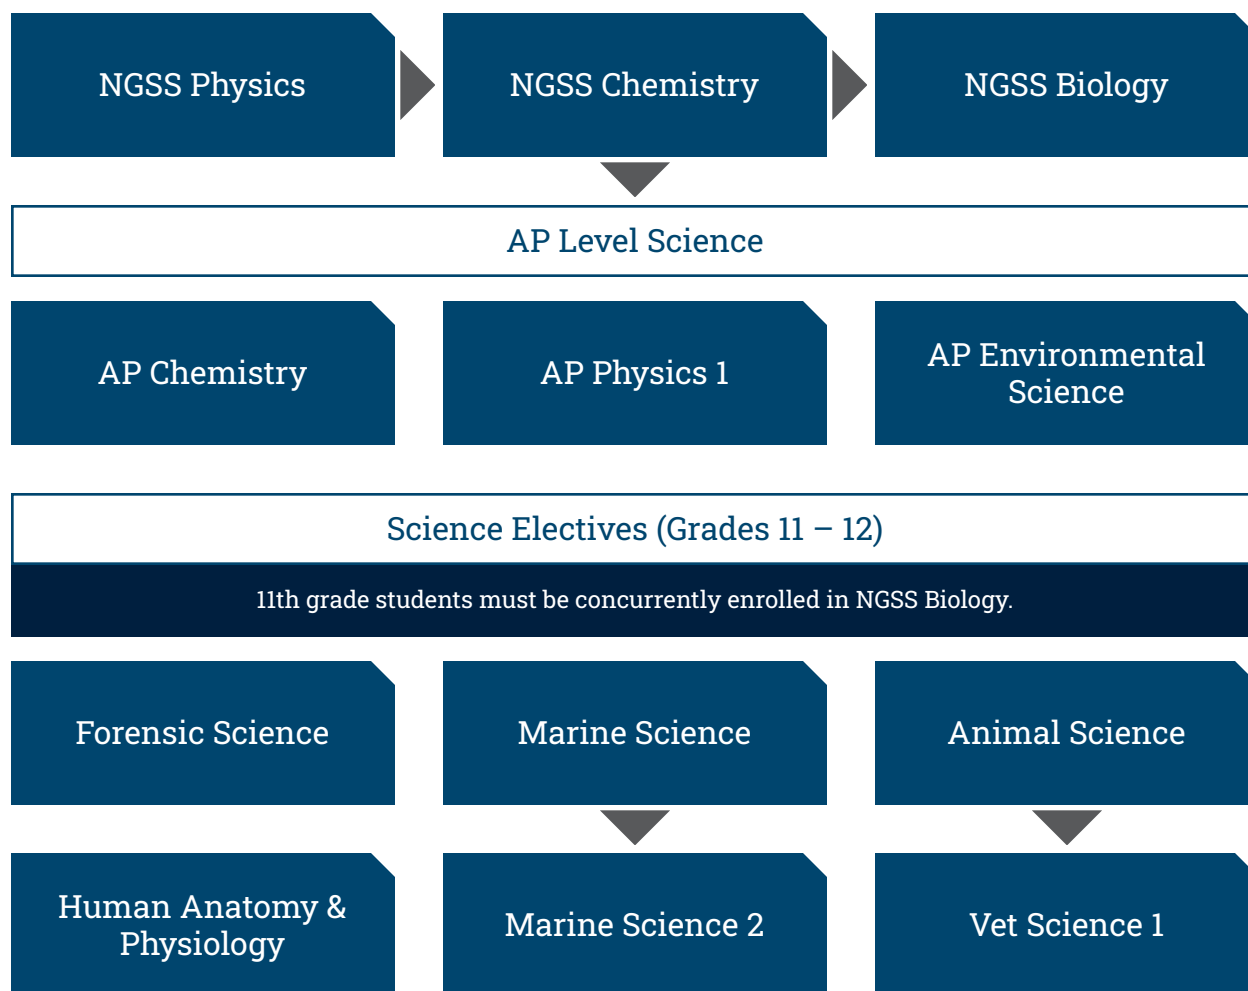 NGSS Physics
NGSS Chemistry
NGSS Biology
AP Level Science
AP Chemistry
AP Physics 1
AP Environmental
Science
Science Electives (Grades 11 – 12)
11th grade students must be concurrently enrolled in NGSS Biology.
Forensic Science
Marine Science
Animal Science
Human Anatomy &
Physiology
Marine Science 2
Vet Science 1